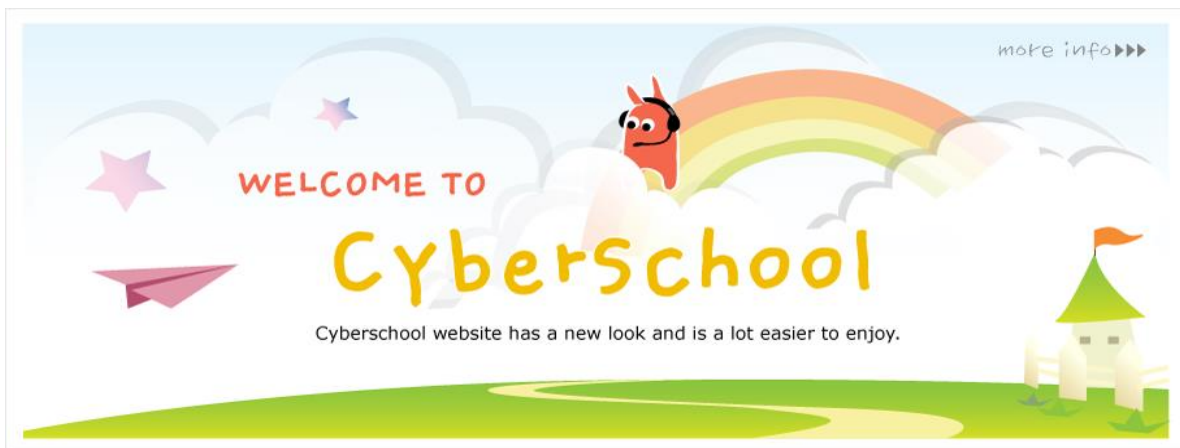 more info
WELCOME TO
Cyberschool
Cyberschool website has a new look and is a lot easier to enjoy.